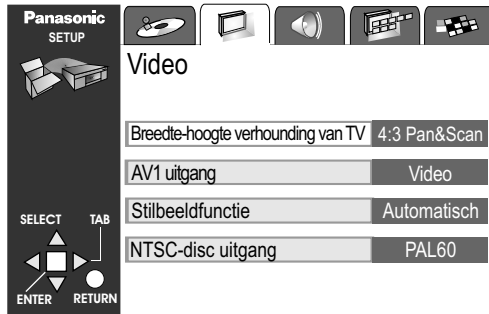 Panasonic
SETUP
Video
Breedte-hoogte verhounding van TV 4:3 Pan&Scan
AV1 uitgang Video
Stilbeeldfunctie Automatisch
NTSC-disc uitgang PAL60
SELECT TAB
ENTER RETURN